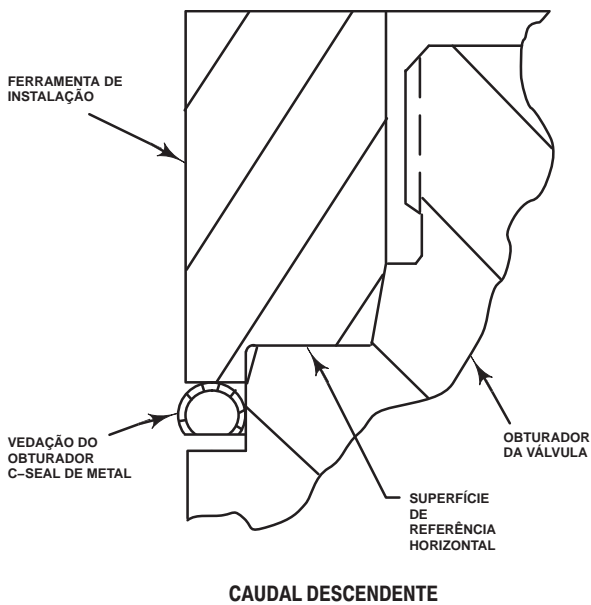 FERRAMENTA DE
INSTALAÇÃO
VEDAÇÃO DO
OBTURADOR
C–SEAL DE METAL
OBTURADOR
DA VÁLVULA
SUPERFÍCIE
DE
REFERÊNCIA
HORIZONTAL
CAUDAL DESCENDENTE